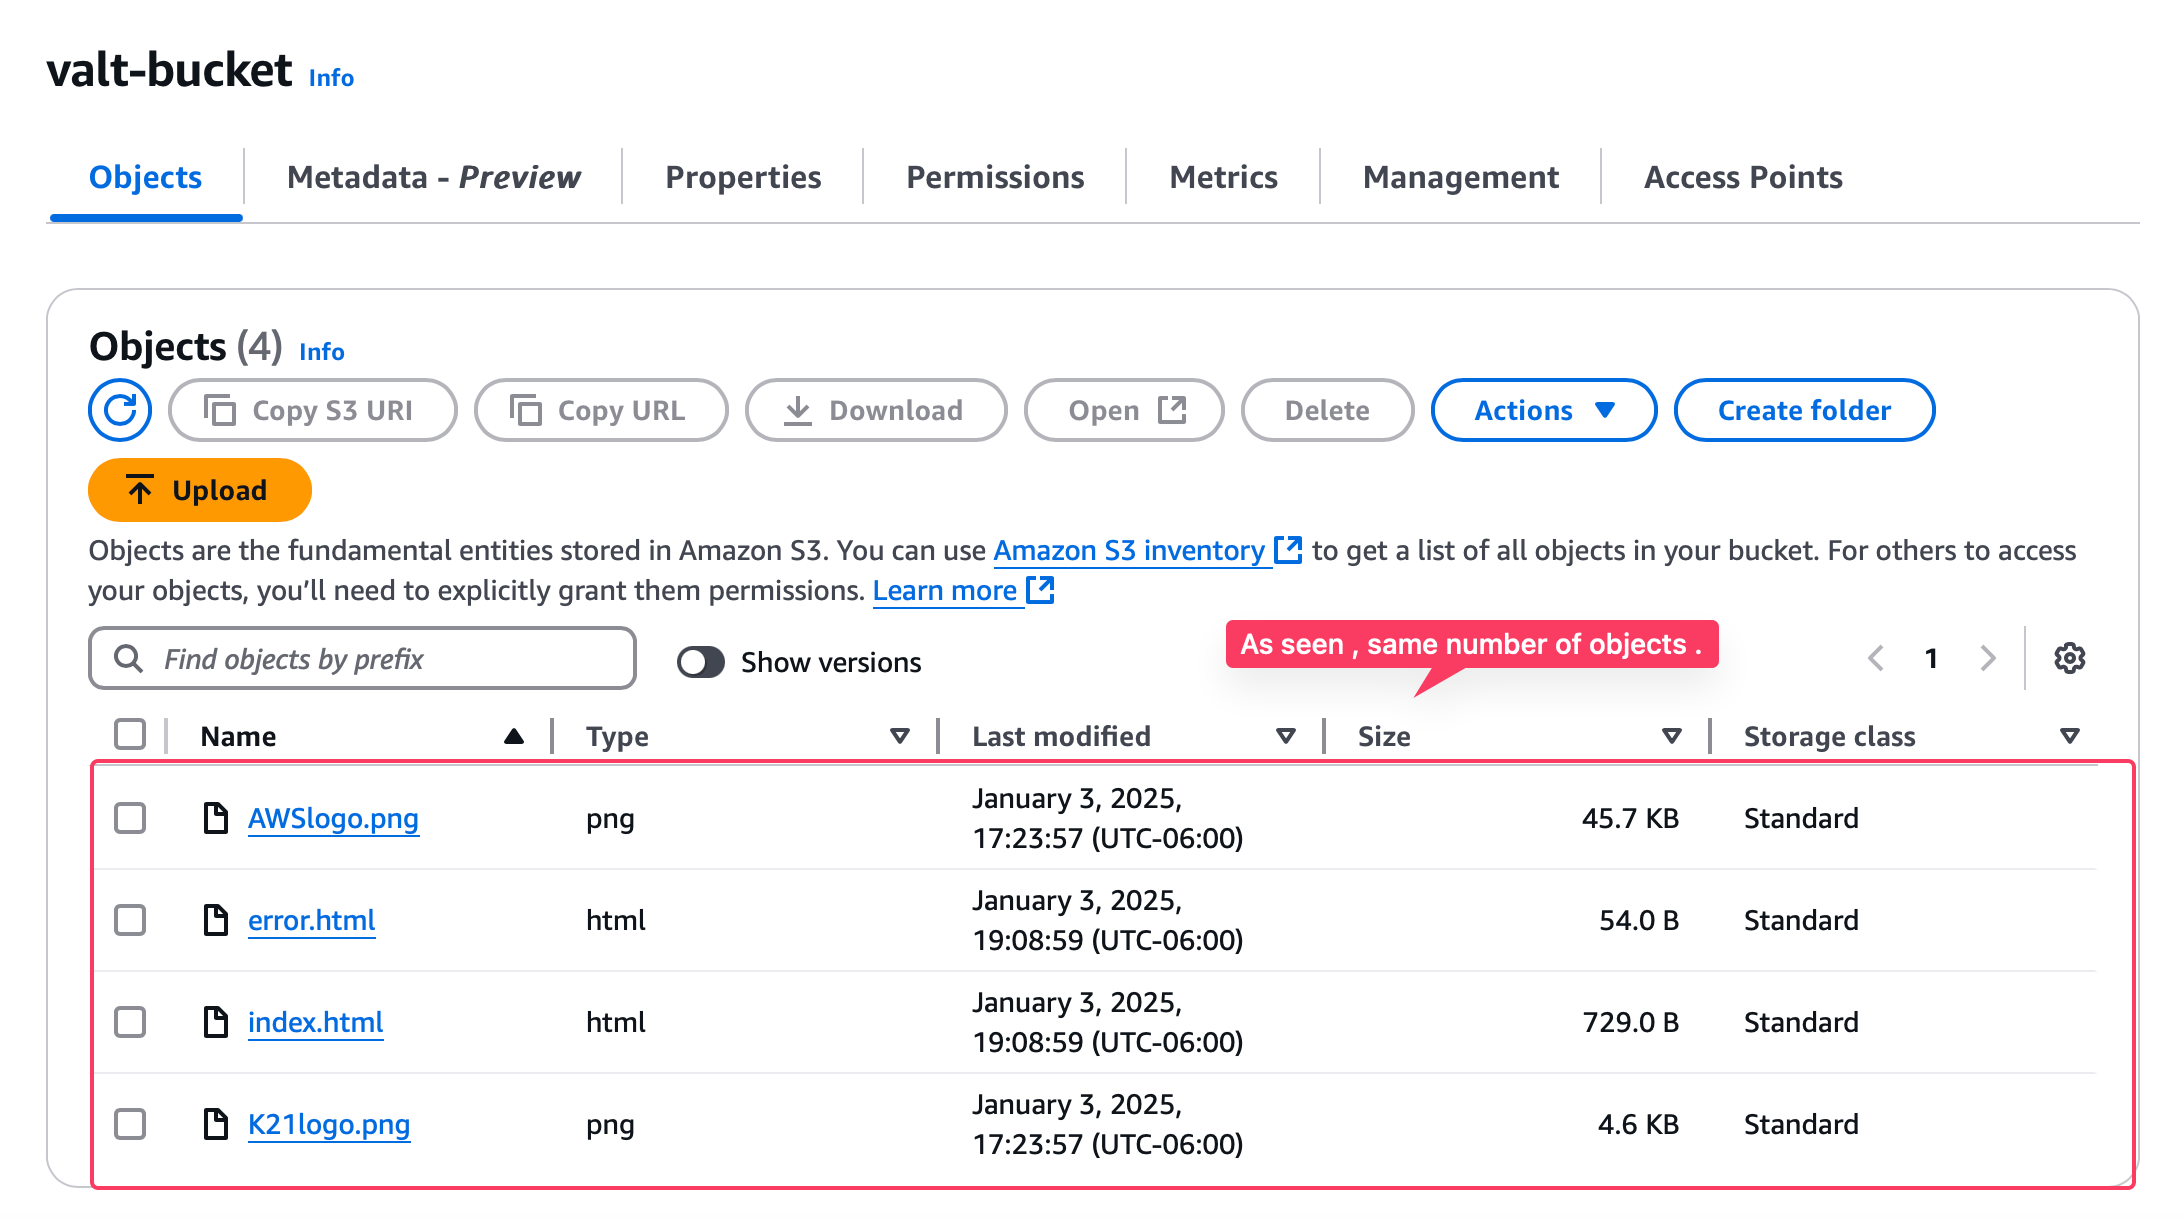 valt-bucket Info
Objects Metadata - Preview Properties Permissions Metrics Management Access Points
Objects (4) Info
Copy S3 URI Copy URL Download Open Delete Actions Create folder
Upload
Objects are the fundamental entities stored in Amazon S3. You can use Amazon S3 inventory to get a list of all objects in your bucket. For others to access
your objects, you’ll need to explicitly grant them permissions. Learn more
Find objects by prefix Show versions As seen , same number of objects . 1
Name Type Last modified Size Storage class
AWSlogo.png png January 3, 2025, 45.7 KB Standard
17:23:57 (UTC-06:00)
error.html html January 3, 2025, 54.0 B Standard
19:08:59 (UTC-06:00)
index.html html January 3, 2025, 729.0 B Standard
19:08:59 (UTC-06:00)
K21logo.png png January 3, 2025, 4.6 KB Standard
17:23:57 (UTC-06:00)